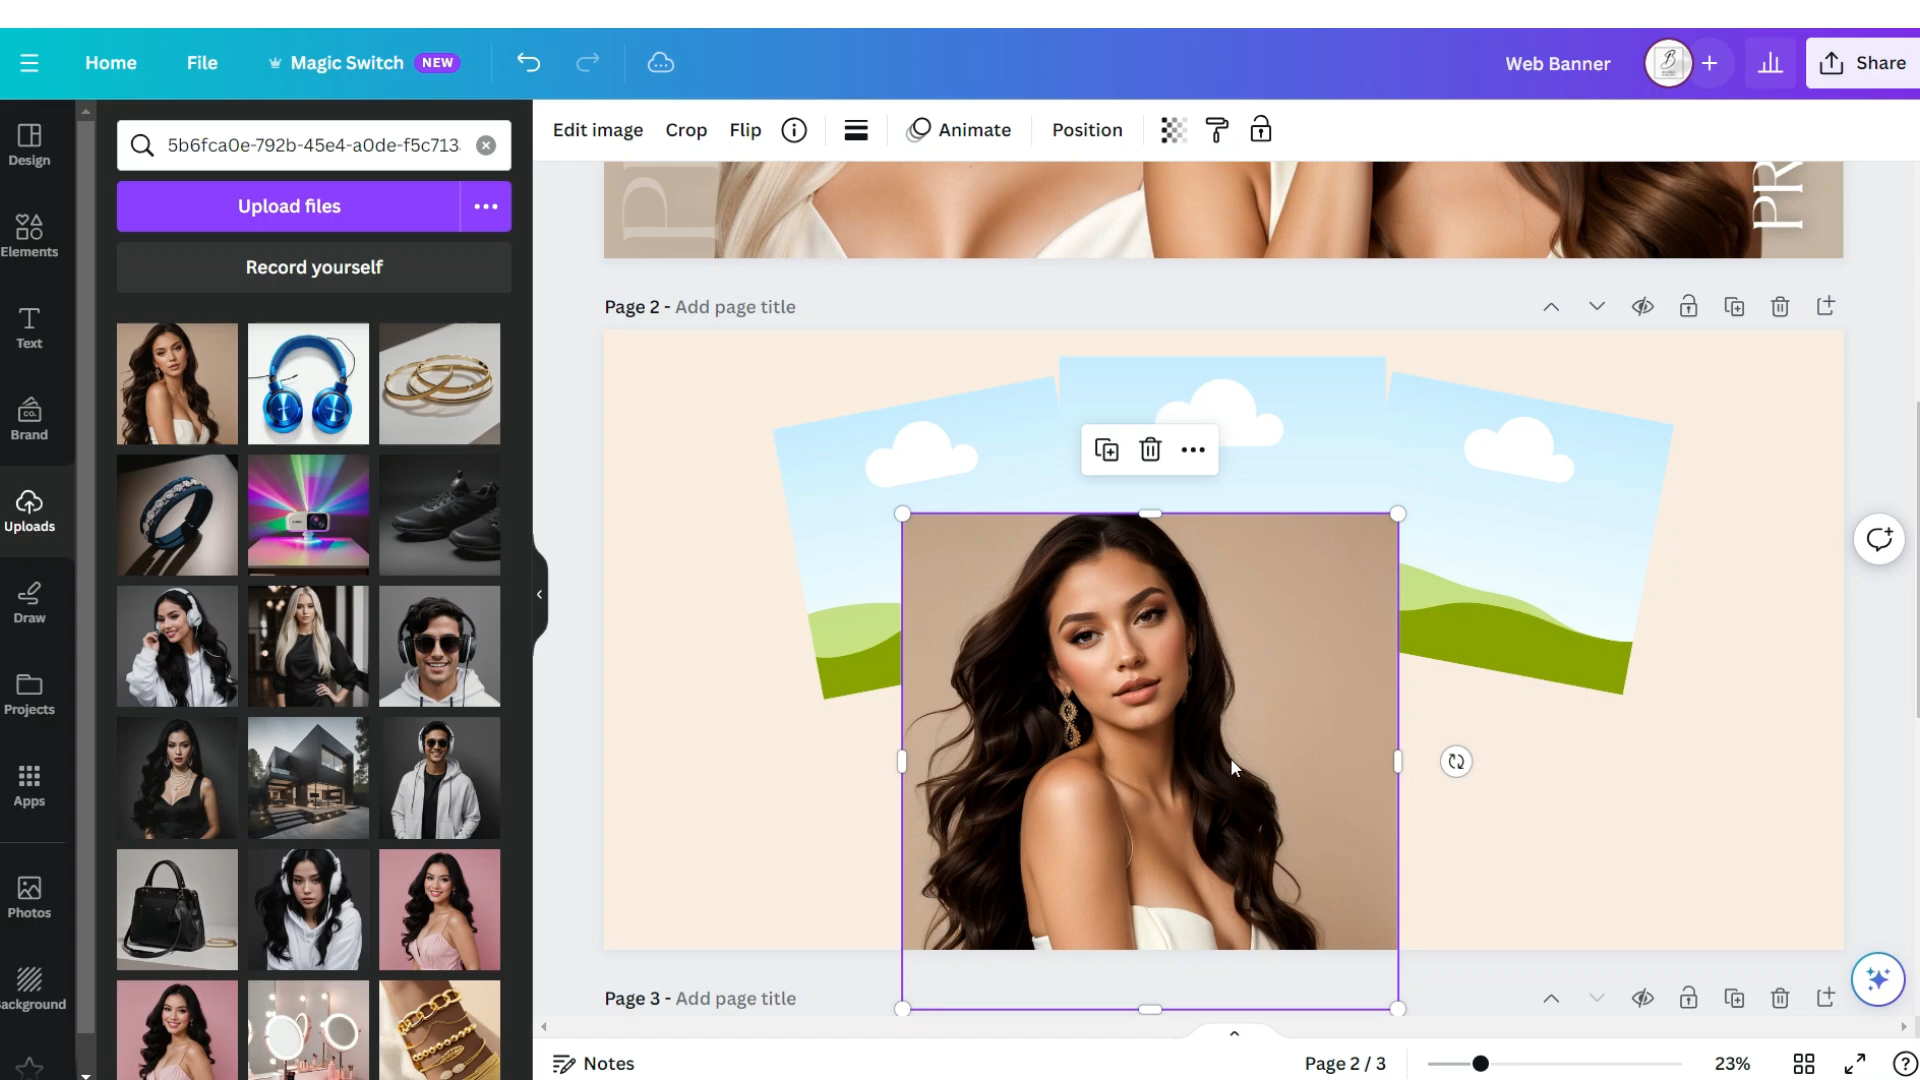 Home
File
Magic Switch NEW
Web Banner
Share
Design
Elements
Text
Brand
Uploads
Draw
Projects
Apps
Photos
ackground
5b6fca0e-792b-45e4-a0de-f5c713
Upload files
Record yourself
Edit image
Crop
Flip
Animate
Position
PR
Page 2 - Add page title
Page 3 - Add page title
Notes
Page 2 / 3
23%